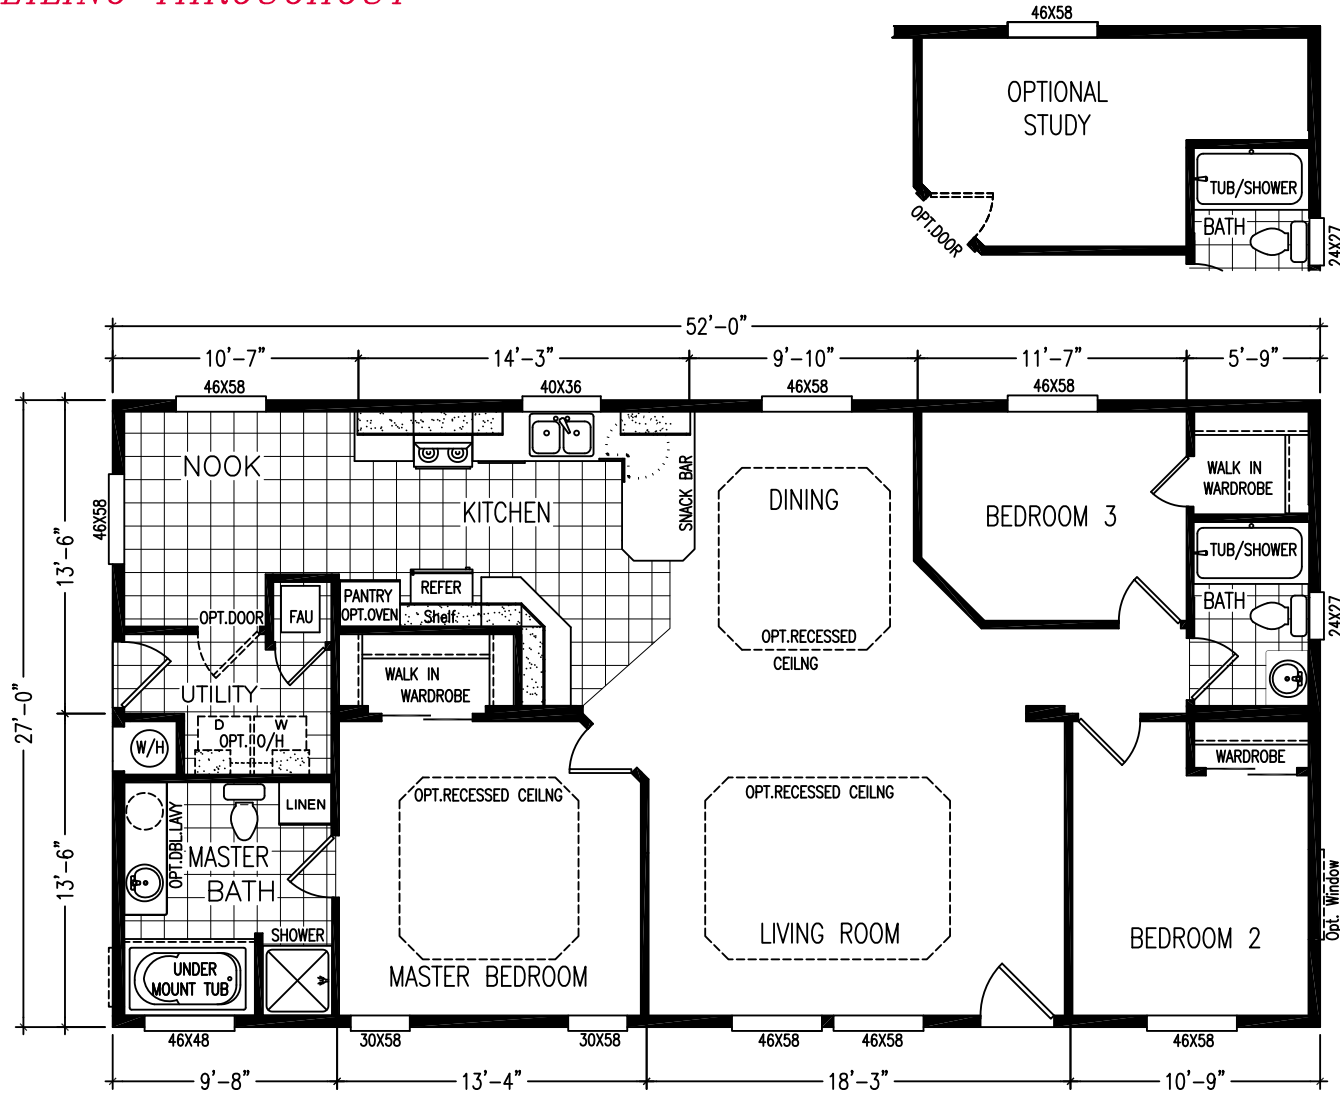 46X58
OPTIONAL
STUDY
TUB/SHOWER
BATH
OPT.DOOR
24X27
52'-0"
10'-7"
14'-3"
9'-10"
11'-7"
5'-9"
46X58
40X36
46X58
46X58
NOOK
KITCHEN
SNACK BAR
DINING
BEDROOM 3
WALK IN
WARDROBE
46X58
13'-6"
TUB/SHOWER
REFER
PANTRY
OPT.OVEN
Shelf
OPT.DOOR
FAU
BATH
24X27
OPT.RECESSED
CEILNG
WALK IN
WARDROBE
UTILITY
27'-0"
D
W
OPT. O/H
W/H
WARDROBE
OPT.RECESSED CEILNG
OPT.RECESSED CEILNG
LINEN
OPT.DBL.LAVY
MASTER
BATH
13'-6"
Opt. Window
SHOWER
LIVING ROOM
BEDROOM 2
UNDER
MOUNT TUB
MASTER BEDROOM
46X48
30X58
30X58
46X58
46X58
46X58
9'-8"
13'-4"
18'-3"
10'-9"